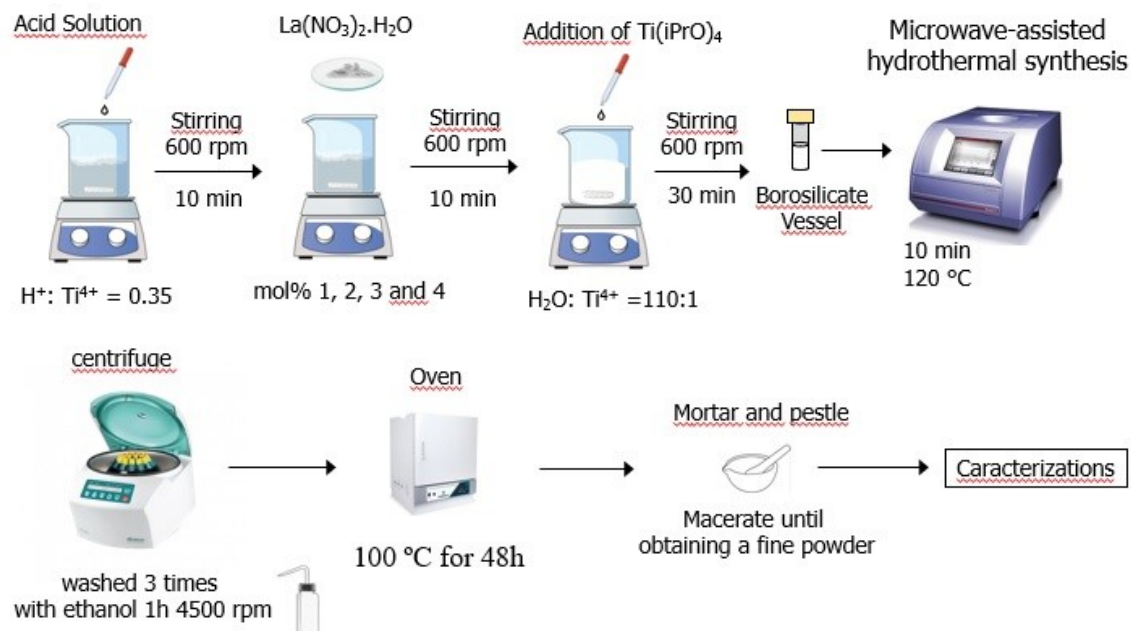 Acid Solution
La(NO₃)₂.H₂O
Addition of Ti(iPrO)₄
Microwave-assisted
hydrothermal synthesis
Stirring
600 rpm
10 min
Stirring
600 rpm
10 min
Stirring
600 rpm
30 min
Borosilicate
Vessel
10 min
120 °C
H⁺: Ti⁴⁺ = 0.35
mol% 1, 2, 3 and 4
H₂O: Ti⁴⁺ =110:1
centrifuge
Oven
Mortar and pestle
Caracterizations
washed 3 times
with ethanol 1h 4500 rpm
100 °C for 48h
Macerate until
obtaining a fine powder